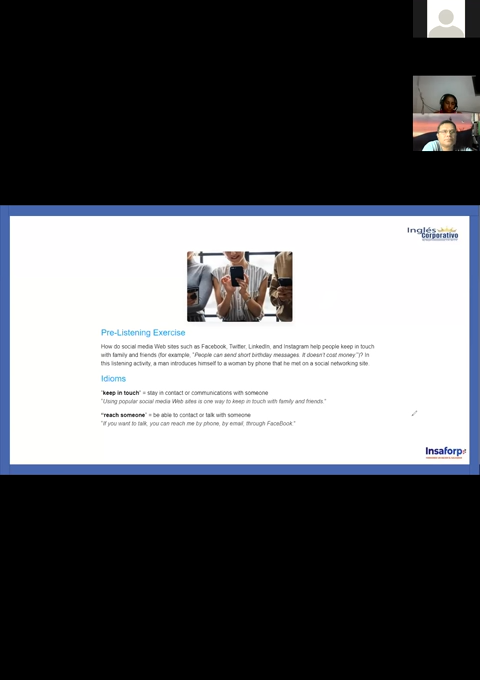 Inglés
Corporativo
Pre-Listening Exercise
How do social media Web sites such as Facebook, Twitter, LinkedIn, and Instagram help people keep in touch
with family and friends (for example, "People can send short birthday messages. It doesn't cost money")? In
this listening activity, a man introduces himself to a woman by phone that he met on a social networking site.
Idioms
"keep in touch" = stay in contact or communications with someone
"Using popular social media Web sites is one way to keep in touch with family and friends."
"reach someone" = be able to contact or talk with someone
"If you want to talk, you can reach me by phone, by email, through FaceBook."
Insaforp